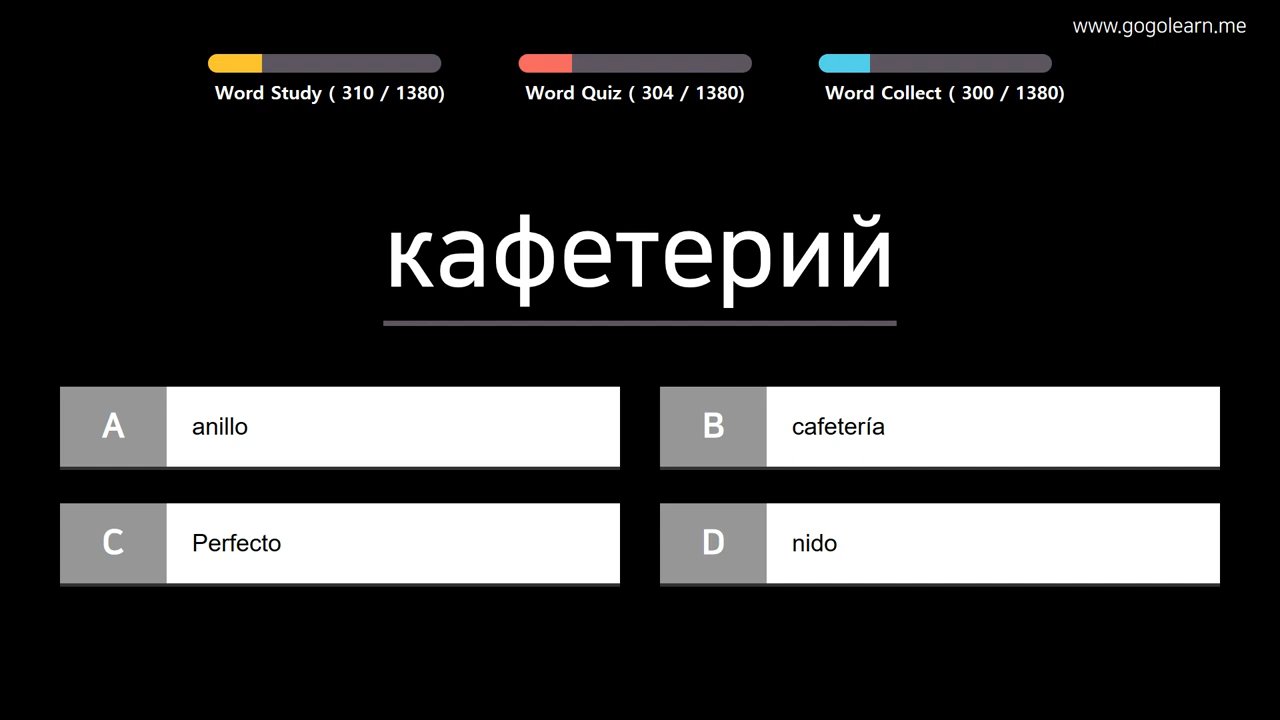 www.gogolearn.me
Word Study ( 310 / 1380)
Word Quiz ( 304 / 1380)
Word Collect ( 300 / 1380)
кафетерий
A anillo
B cafetería
C Perfecto
D nido